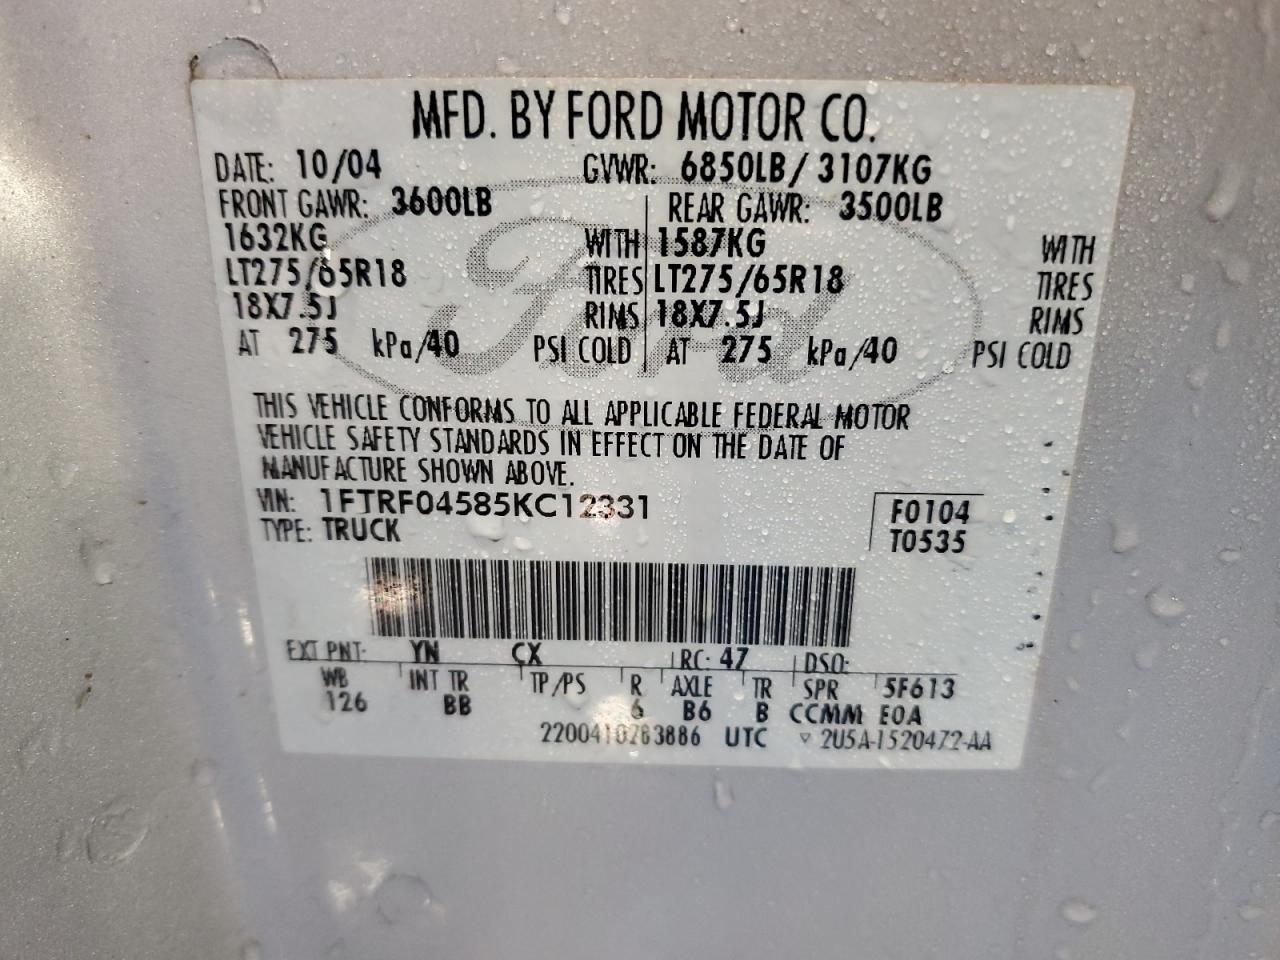 MFD. BY FORD MOTOR CO.
DATE: 10/04 GVWR: 6850LB/ 3107KG
FRONT GAWR: 3600LB REAR GAWR: 3500LB
1632KG WITH 1587KG WITH
LT275/65R18 TIRES LT275/65R18 TIRES
18X7.5J RIMS 18X7.5J RIMS
AT 275 kPa/40 PSI COLD AT 275 kPa/40 PSI COLD
Ford
THIS VEHICLE CONFORMS TO ALL APPLICABLE FEDERAL MOTOR
VEHICLE SAFETY STANDARDS IN EFFECT ON THE DATE OF
MANUFACTURE SHOWN ABOVE.
VIN: 1FTRF04585KC12331 F0104
TYPE: TRUCK T0535
EXT PNT: YN CX RC: 47 DSO:
WB INT TR TP/PS R AXLE TR SPR 5F613
126 BB 6 B6 B CCMM E0A
2200410283886 UTC ▽ 2U5A-1520472-AA